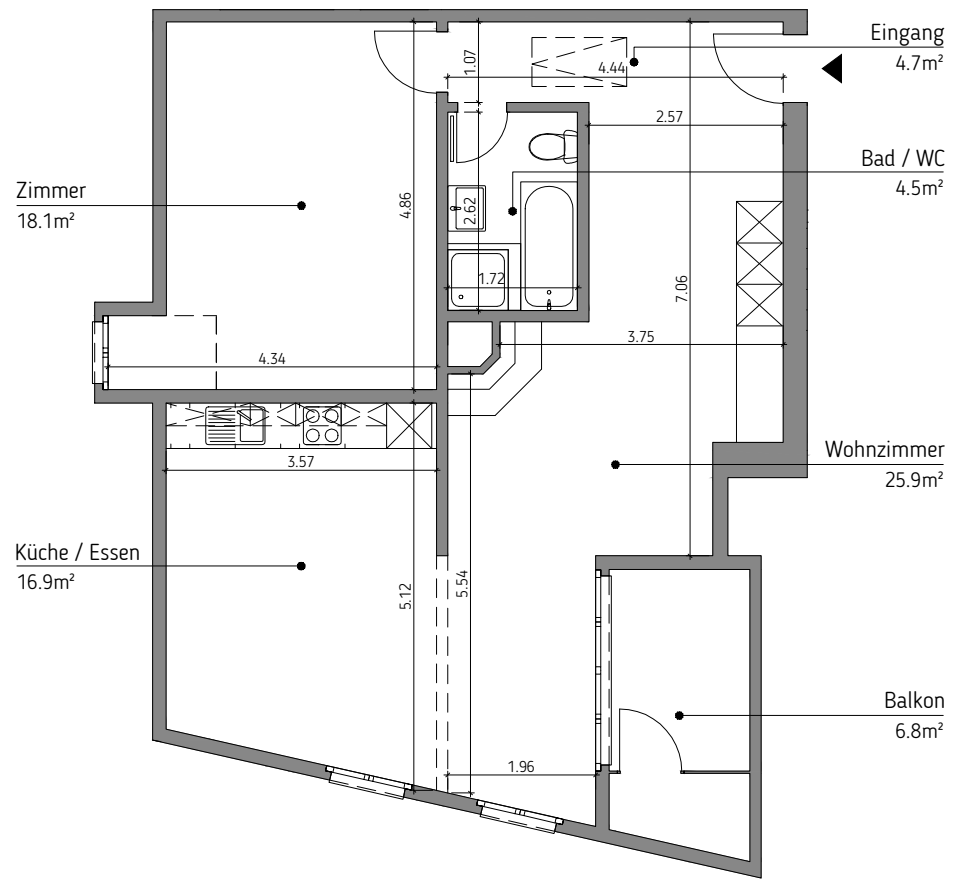 Eingang
4.7m²
4.44
1.07
2.57
Bad / WC
4.5m²
Zimmer
18.1m²
4.86
2.62
1.72
7.06
3.75
4.34
3.57
Wohnzimmer
25.9m²
Küche / Essen
16.9m²
5.12
5.54
Balkon
6.8m²
1.96